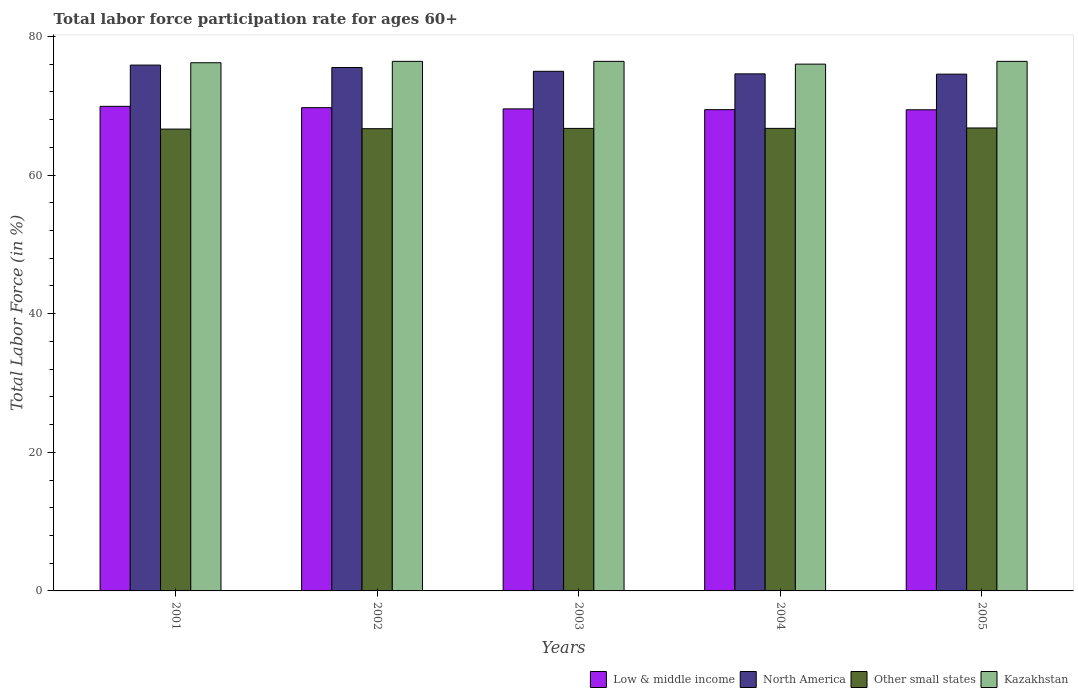 Total labor force participation rate for ages 60+
Total Labor Force (in %)
80
60
40
20
0
2001
2002
2003
2004
2005
Years
Low & middle income
North America
Other small states
Kazakhstan